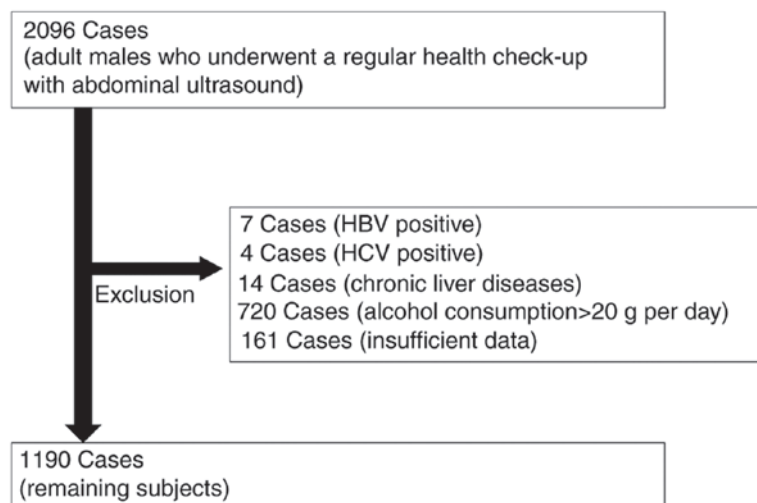 2096 Cases
(adult males who underwent a regular health check-up
with abdominal ultrasound)
7 Cases (HBV positive)
4 Cases (HCV positive)
14 Cases (chronic liver diseases)
720 Cases (alcohol consumption>20 g per day)
161 Cases (insufficient data)
Exclusion
1190 Cases
(remaining subjects)